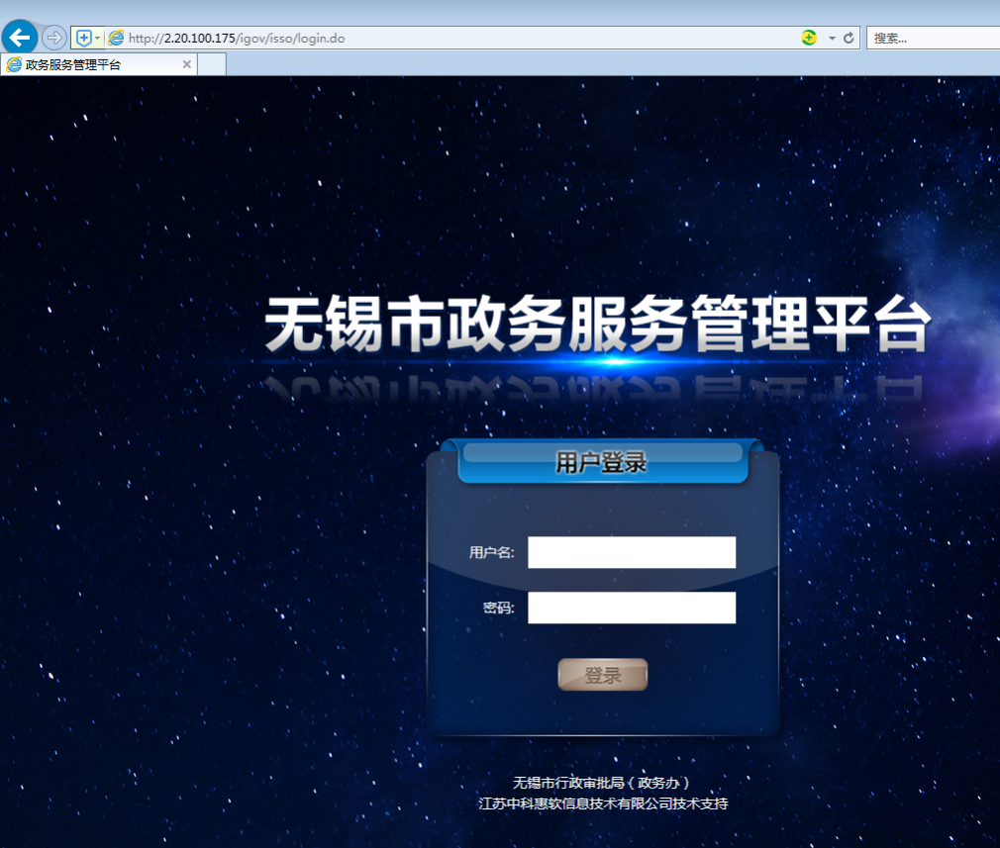 http://2.20.100.175/igov/isso/login.do
搜索...
政务服务管理平台
无锡市政务服务管理平台
用户登录
用户名:
密码:
登录
无锡市行政审批局（政务办）
江苏中科惠软信息技术有限公司技术支持